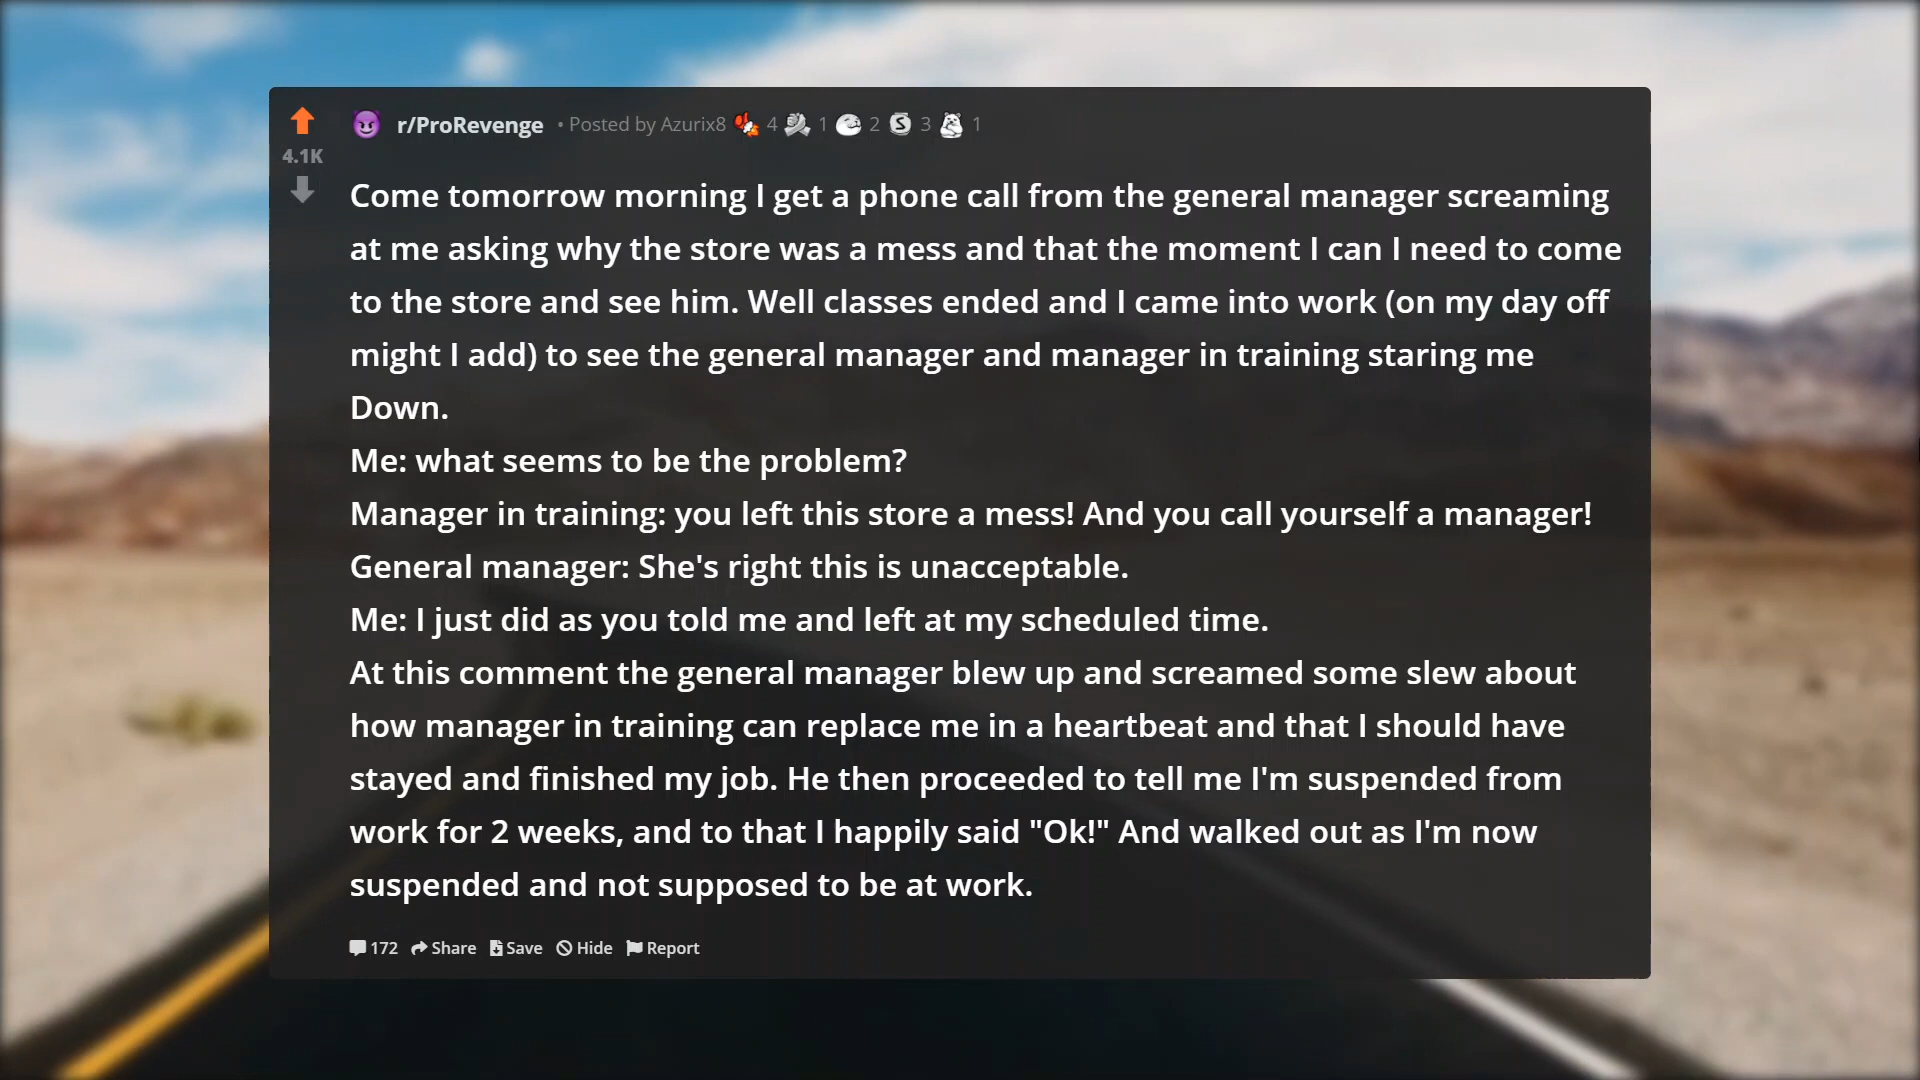 r/ProRevenge • Posted by Azurix8 4 1 2 3 1
4.1K
Come tomorrow morning I get a phone call from the general manager screaming
at me asking why the store was a mess and that the moment I can I need to come
to the store and see him. Well classes ended and I came into work (on my day off
might I add) to see the general manager and manager in training staring me
Down.
Me: what seems to be the problem?
Manager in training: you left this store a mess! And you call yourself a manager!
General manager: She's right this is unacceptable.
Me: I just did as you told me and left at my scheduled time.
At this comment the general manager blew up and screamed some slew about
how manager in training can replace me in a heartbeat and that I should have
stayed and finished my job. He then proceeded to tell me I'm suspended from
work for 2 weeks, and to that I happily said "Ok!" And walked out as I'm now
suspended and not supposed to be at work.
172 Share Save Hide Report